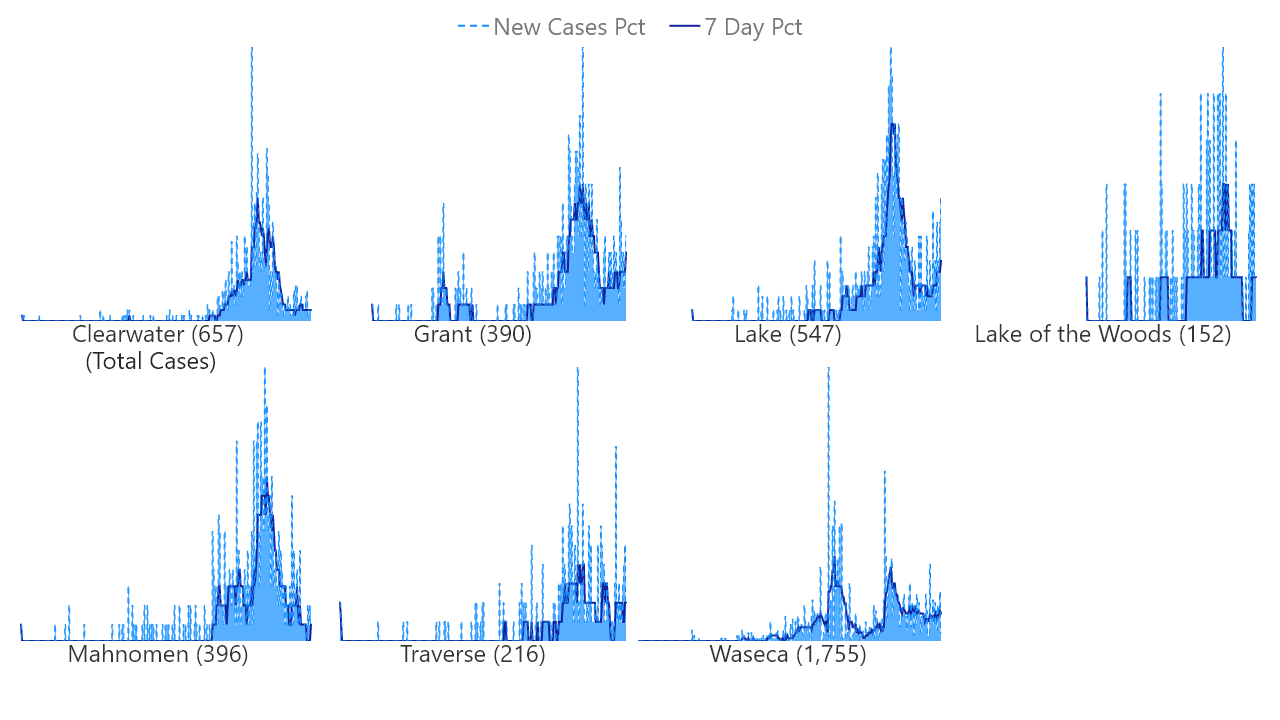 New Cases Pct 7 Day Pct
Clearwater (657)
(Total Cases)
Grant (390)
Lake (547)
Lake of the Woods (152)
Mahnomen (396)
Traverse (216)
Waseca (1,755)